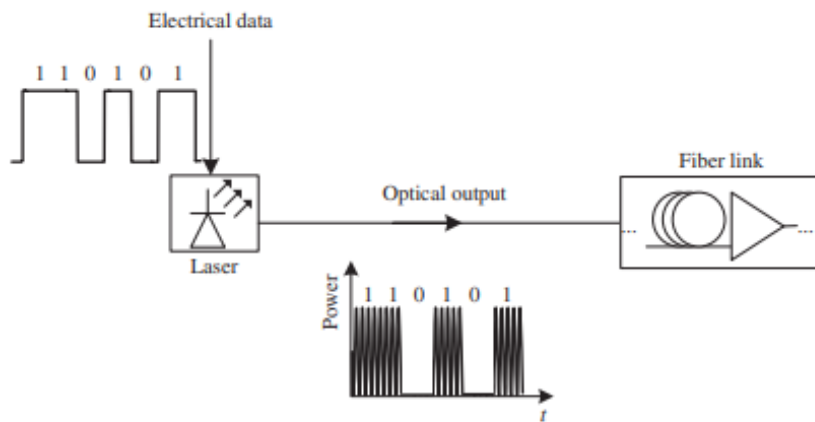 Electrical data
1 1 0 1 0 1
Fiber link
Optical output
...
...
Laser
1 1 0 1 0 1
Power
t